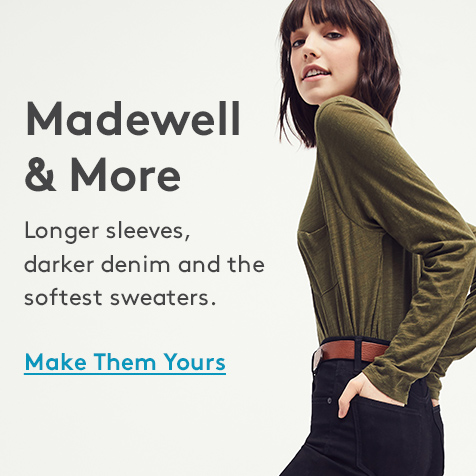 Madewell
& More
Longer sleeves,
darker denim and the
softest sweaters.
Make Them Yours